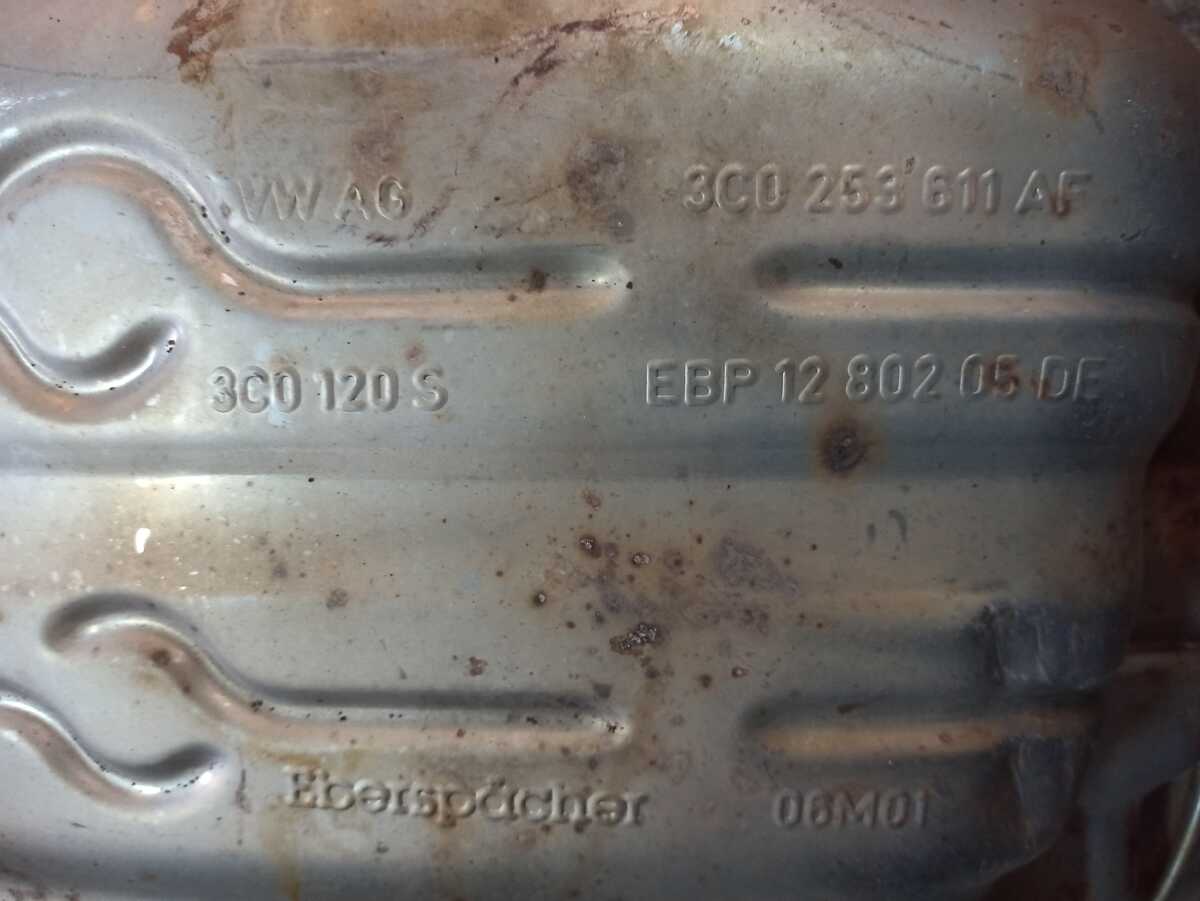 VW AG 3C0 253 611 AF
3C0 120 S EBP 12 802 05 DE
Eberspächer 06M01